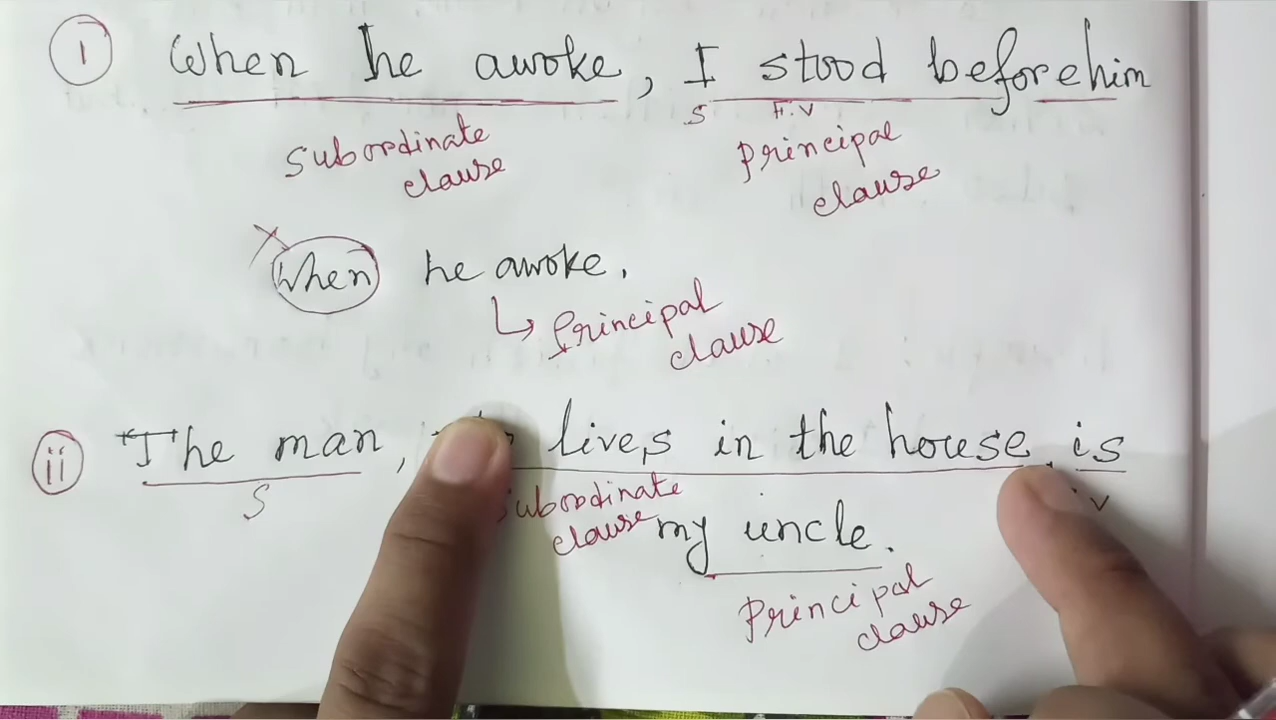 i When he awoke, I stood before him
S F.V
subordinate clause
principal clause
When he awoke.
↳ principal clause
ii The man, lives in the house, is
S v
subordinate clause
my uncle.
principal clause